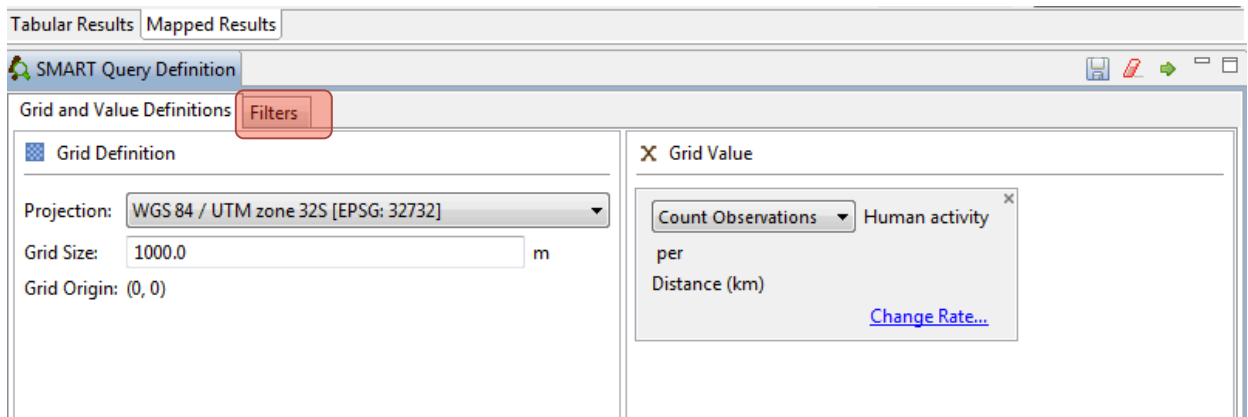 Tabular Results Mapped Results
SMART Query Definition
Grid and Value Definitions Filters
Grid Definition
Projection: WGS 84 / UTM zone 32S [EPSG: 32732]
Grid Size: 1000.0 m
Grid Origin: (0, 0)
Grid Value
Count Observations Human activity
per
Distance (km)
Change Rate...